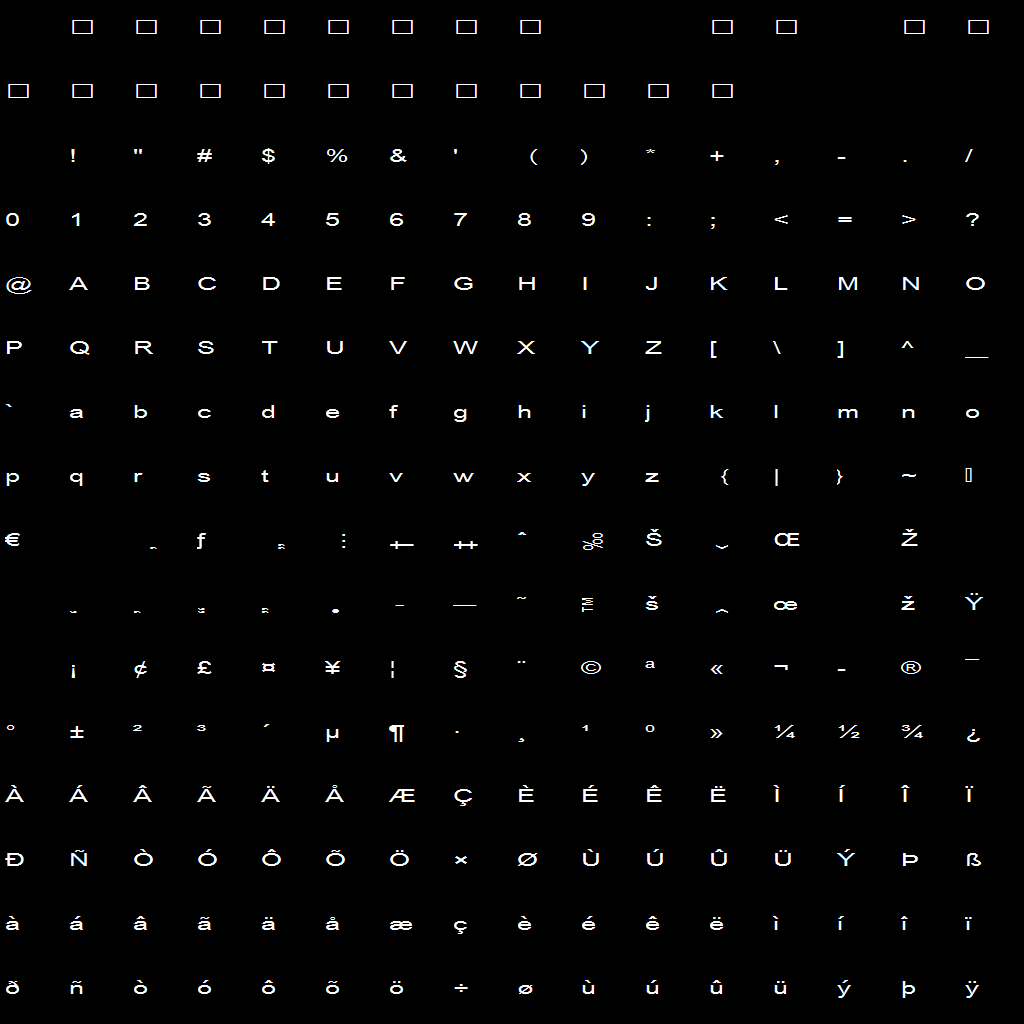 □ □ □ □ □ □ □ □ □ □ □ □
□ □ □ □ □ □ □ □ □ □ □ □
! " # $ % & ' ( ) * + , - . /
0 1 2 3 4 5 6 7 8 9 : ; < = > ?
@ A B C D E F G H I J K L M N O
P Q R S T U V W X Y Z [ \ ] ^ _
` a b c d e f g h i j k l m n o
p q r s t u v w x y z { | } ~ ▯
€ ‚ ƒ „ … † ‡ ˆ ‰ Š ‹ Œ Ž
‘ ’ “ ” • – — ˜ ™ š › œ ž Ÿ
¡ ¢ £ ¤ ¥ ¦ § ¨ © ª « ¬ - ® ¯
° ± ² ³ ´ µ ¶ · ¸ ¹ º » ¼ ½ ¾ ¿
À Á Â Ã Ä Å Æ Ç È É Ê Ë Ì Í Î Ï
Ð Ñ Ò Ó Ô Õ Ö × Ø Ù Ú Û Ü Ý Þ ß
à á â ã ä å æ ç è é ê ë ì í î ï
ð ñ ò ó ô õ ö ÷ ø ù ú û ü ý þ ÿ